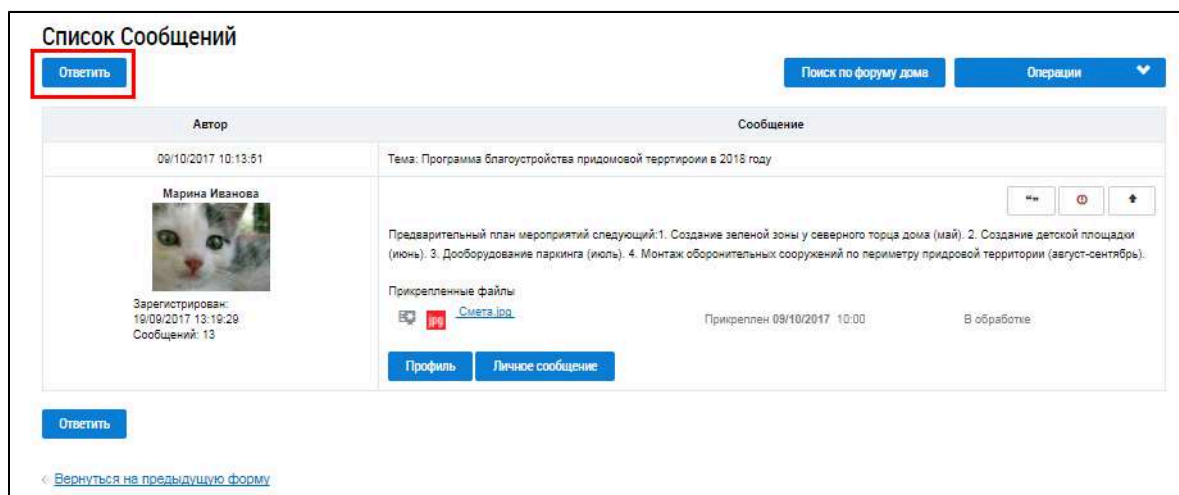 Список Сообщений
Ответить
Поиск по форуму дома
Операции
Автор
Сообщение
09/10/2017 10:13:51
Тема: Программа благоустройства придомовой терртироии в 2018 году
Марина Иванова
Предварительный план мероприятий следующий:1. Создание зеленой зоны у северного торца дома (май). 2. Создание детской площадки
(июнь). 3. Дооборудование паркинга (июль). 4. Монтаж оборонительных сооружений по периметру придровой территории (август-сентябрь).
Зарегистрирован:
19/09/2017 13:19:29
Сообщений: 13
Прикрепленные файлы
jpg
Смета.jpg
Прикреплен 09/10/2017 10:00
В обработке
Профиль
Личное сообщение
Ответить
< Вернуться на предыдущую форму